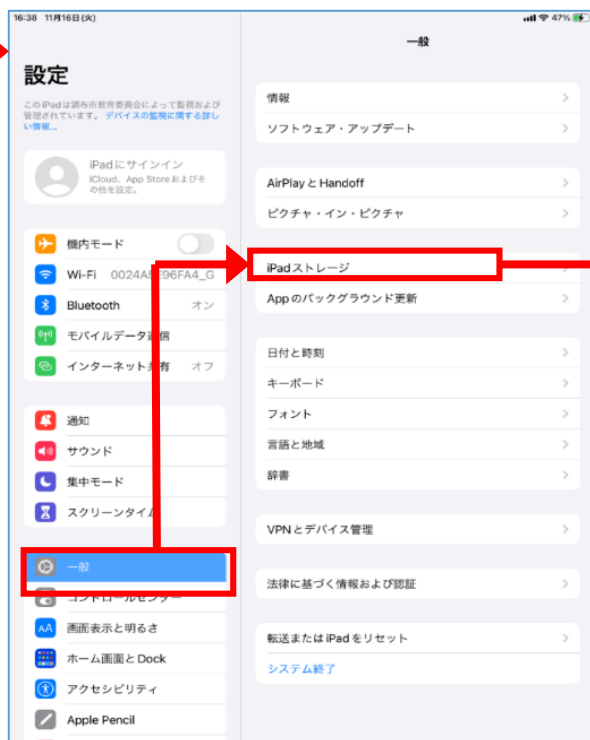 16:38 11月16日(火)
47%
設定
このiPadは調布市教育委員会によって監視および
管理されています。デバイスの監視に関する詳し
い情報...
iPadにサインイン
iCloud、App Storeおよびそ
の他を設定。
機内モード
Wi-Fi 0024A5E96FA4_G
Bluetooth オン
モバイルデータ通信
インターネット共有 オフ
通知
サウンド
集中モード
スクリーンタイム
一般
コントロールセンター
画面表示と明るさ
ホーム画面とDock
アクセシビリティ
Apple Pencil
一般
情報
ソフトウェア・アップデート
AirPlayとHandoff
ピクチャ・イン・ピクチャ
iPadストレージ
Appのバックグラウンド更新
日付と時刻
キーボード
フォント
言語と地域
辞書
VPNとデバイス管理
法律に基づく情報および認証
転送またはiPadをリセット
システム終了